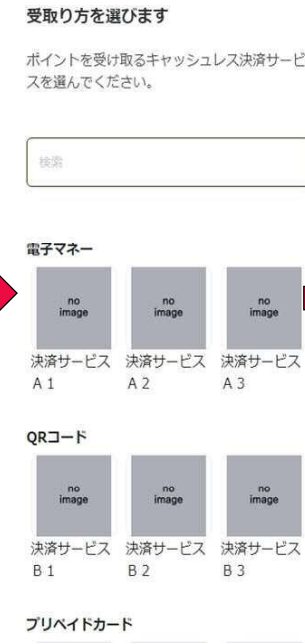 受取り方を選びます
ポイントを受け取るキャッシュレス決済サービ
スを選んでください。
検索
電子マネー
no image no image no image
決済サービス A 1 決済サービス A 2 決済サービス A 3
QRコード
no image no image no image
決済サービス B 1 決済サービス B 2 決済サービス B 3
プリペイドカード